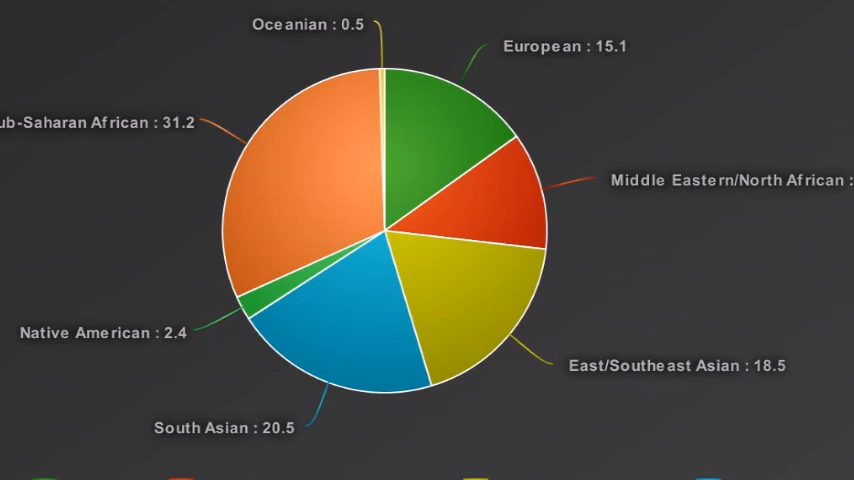 Oceanian : 0.5
European : 15.1
ub-Saharan African : 31.2
Middle Eastern/North African :
Native American : 2.4
East/Southeast Asian : 18.5
South Asian : 20.5